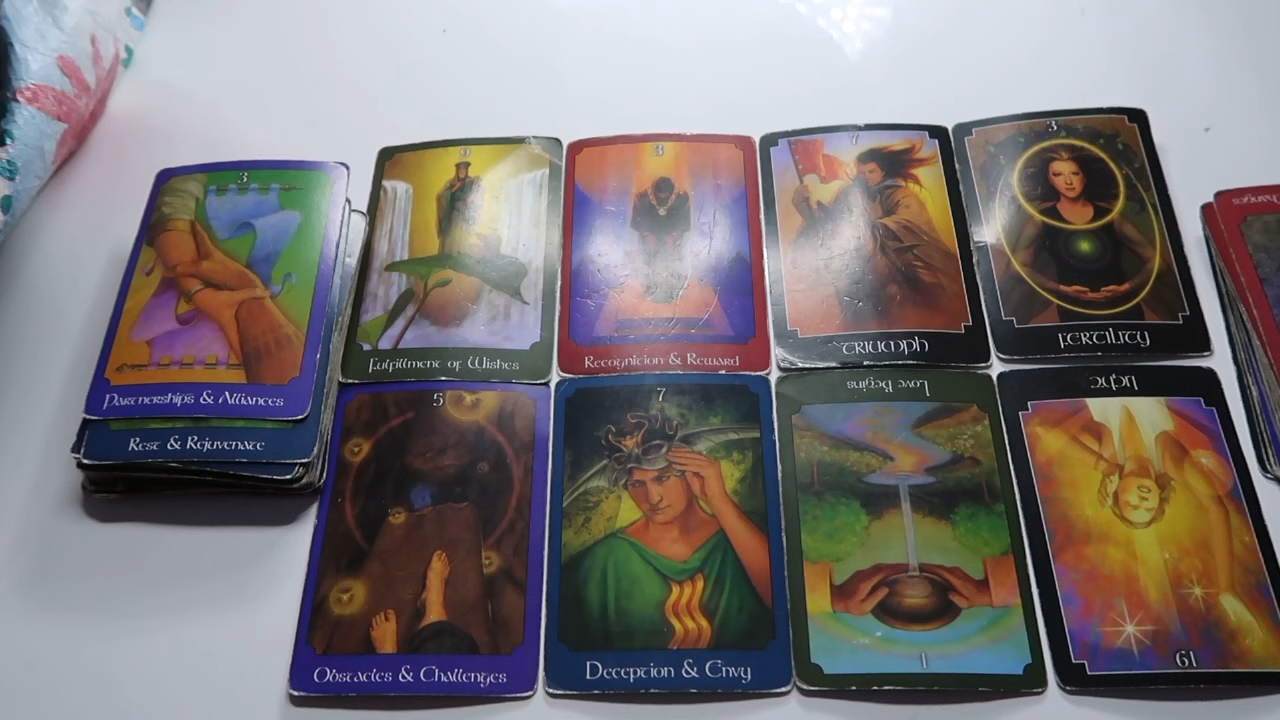 3
Partnerships & Alliances
Rest & Rejuvenate
9
Fulfillment of Wishes
3
Recognition & Reward
7
TRIUMPH
3
FERTILITY
5
Obstacles & Challenges
7
Deception & Envy
Love Begins
1
LIGHT
19